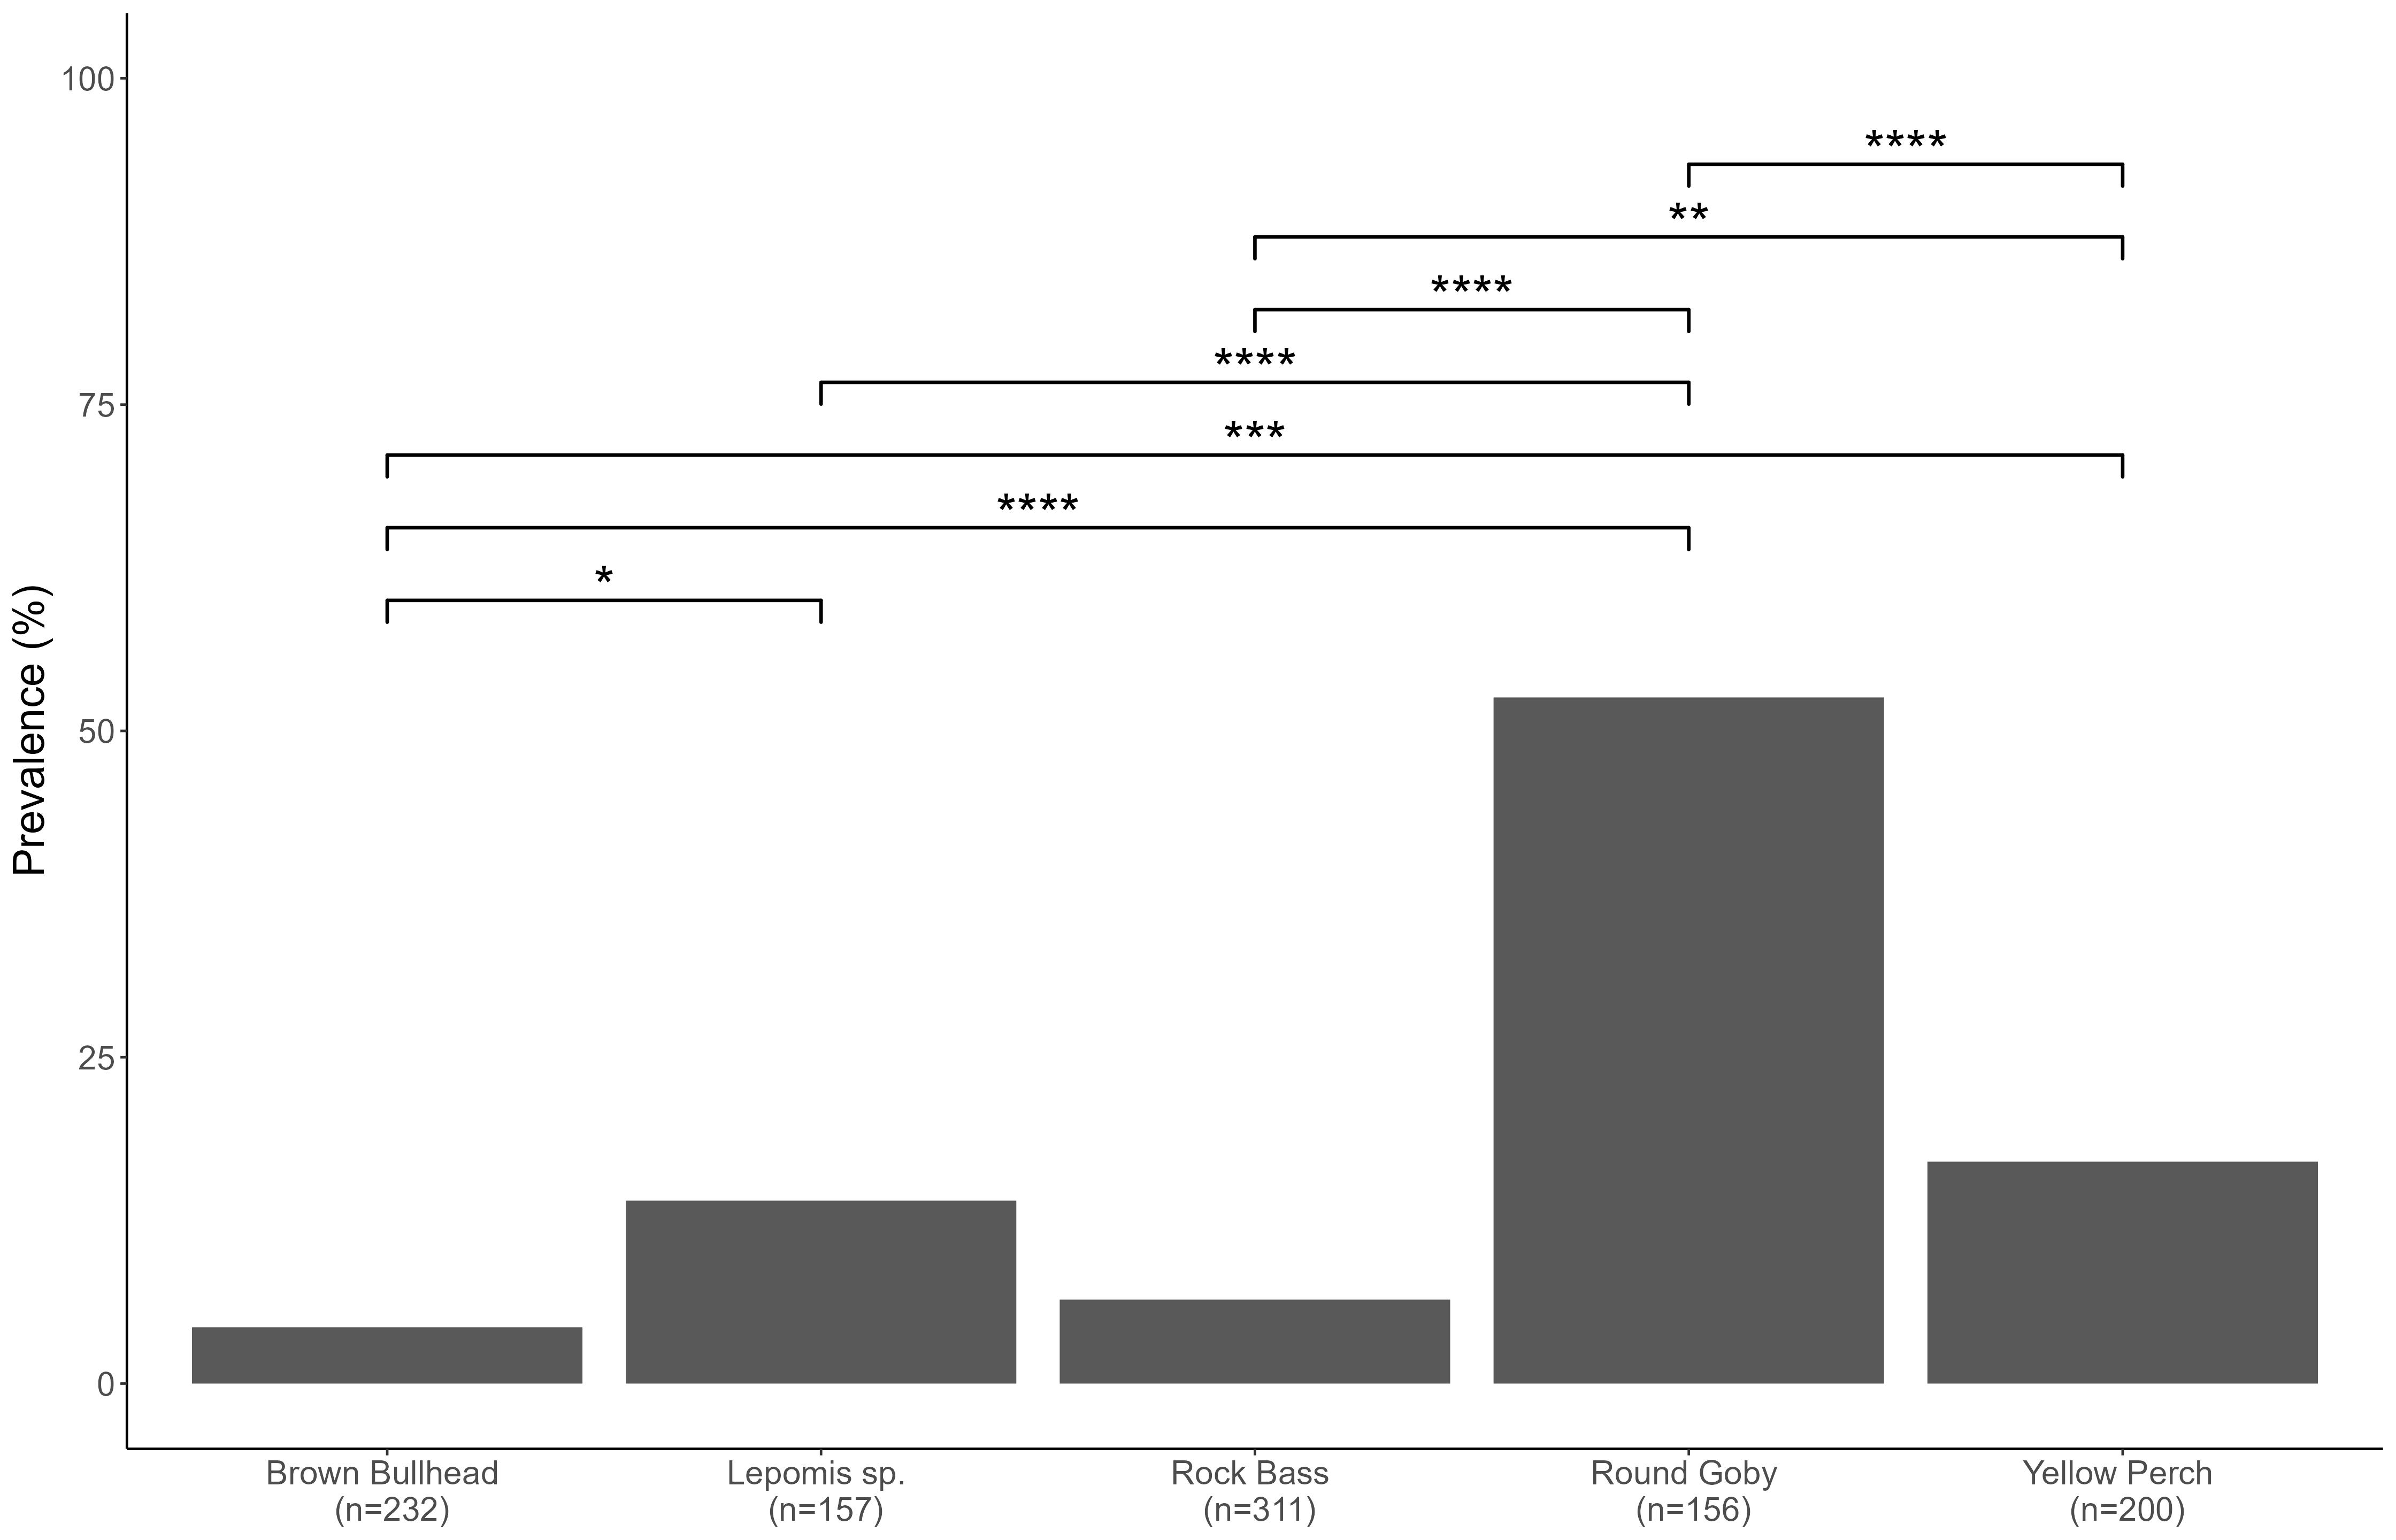 100
****
**
****
****
75
***
****
*
Prevalence (%)
50
25
0
Brown Bullhead
(n=232)
Lepomis sp.
(n=157)
Rock Bass
(n=311)
Round Goby
(n=156)
Yellow Perch
(n=200)